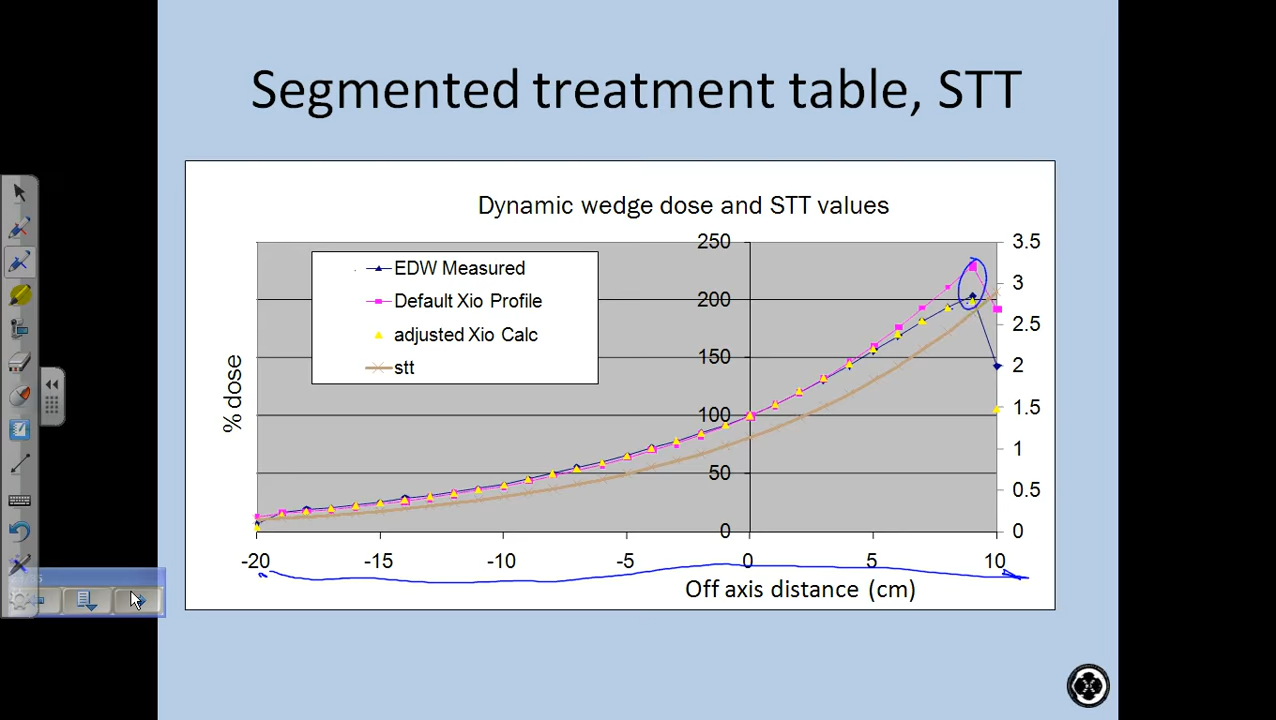 Segmented treatment table, STT
Dynamic wedge dose and STT values
EDW Measured
Default Xio Profile
adjusted Xio Calc
stt
% dose
250
200
150
100
50
0
3.5
3
2.5
2
1.5
1
0.5
0
-20 -15 -10 -5 0 5 10
Off axis distance (cm)